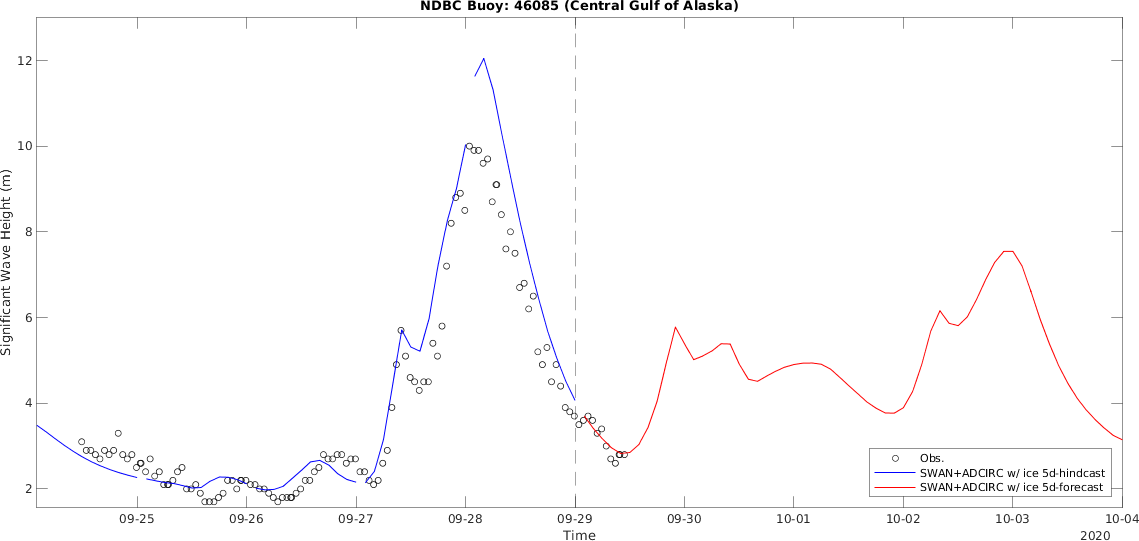 NDBC Buoy: 46085 (Central Gulf of Alaska)
Significant Wave Height (m)
12
10
8
6
4
2
09-25 09-26 09-27 09-28 09-29 09-30 10-01 10-02 10-03 10-04
Time
2020
Obs.
SWAN+ADCIRC w/ ice 5d-hindcast
SWAN+ADCIRC w/ ice 5d-forecast